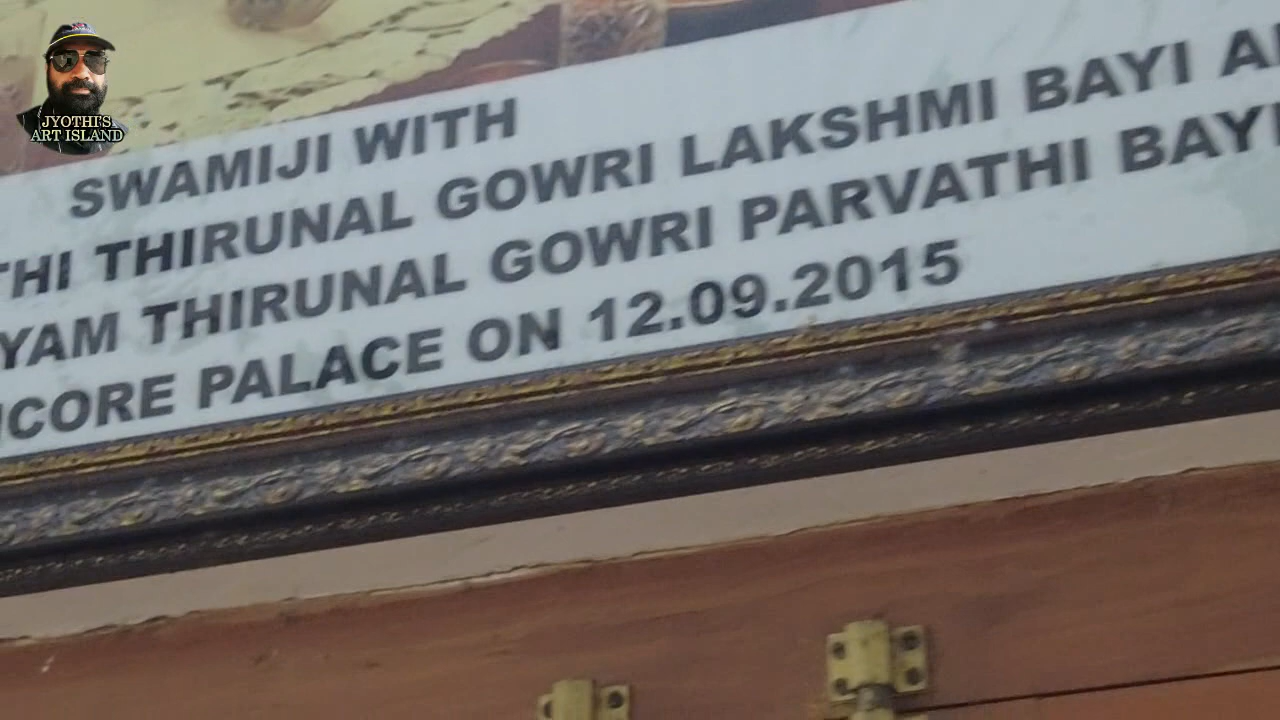 JYOTHI'S
ART ISLAND
SWAMIJI WITH
THI THIRUNAL GOWRI LAKSHMI BAYI
YAM THIRUNAL GOWRI PARVATHI BAYI
NCORE PALACE ON 12.09.2015